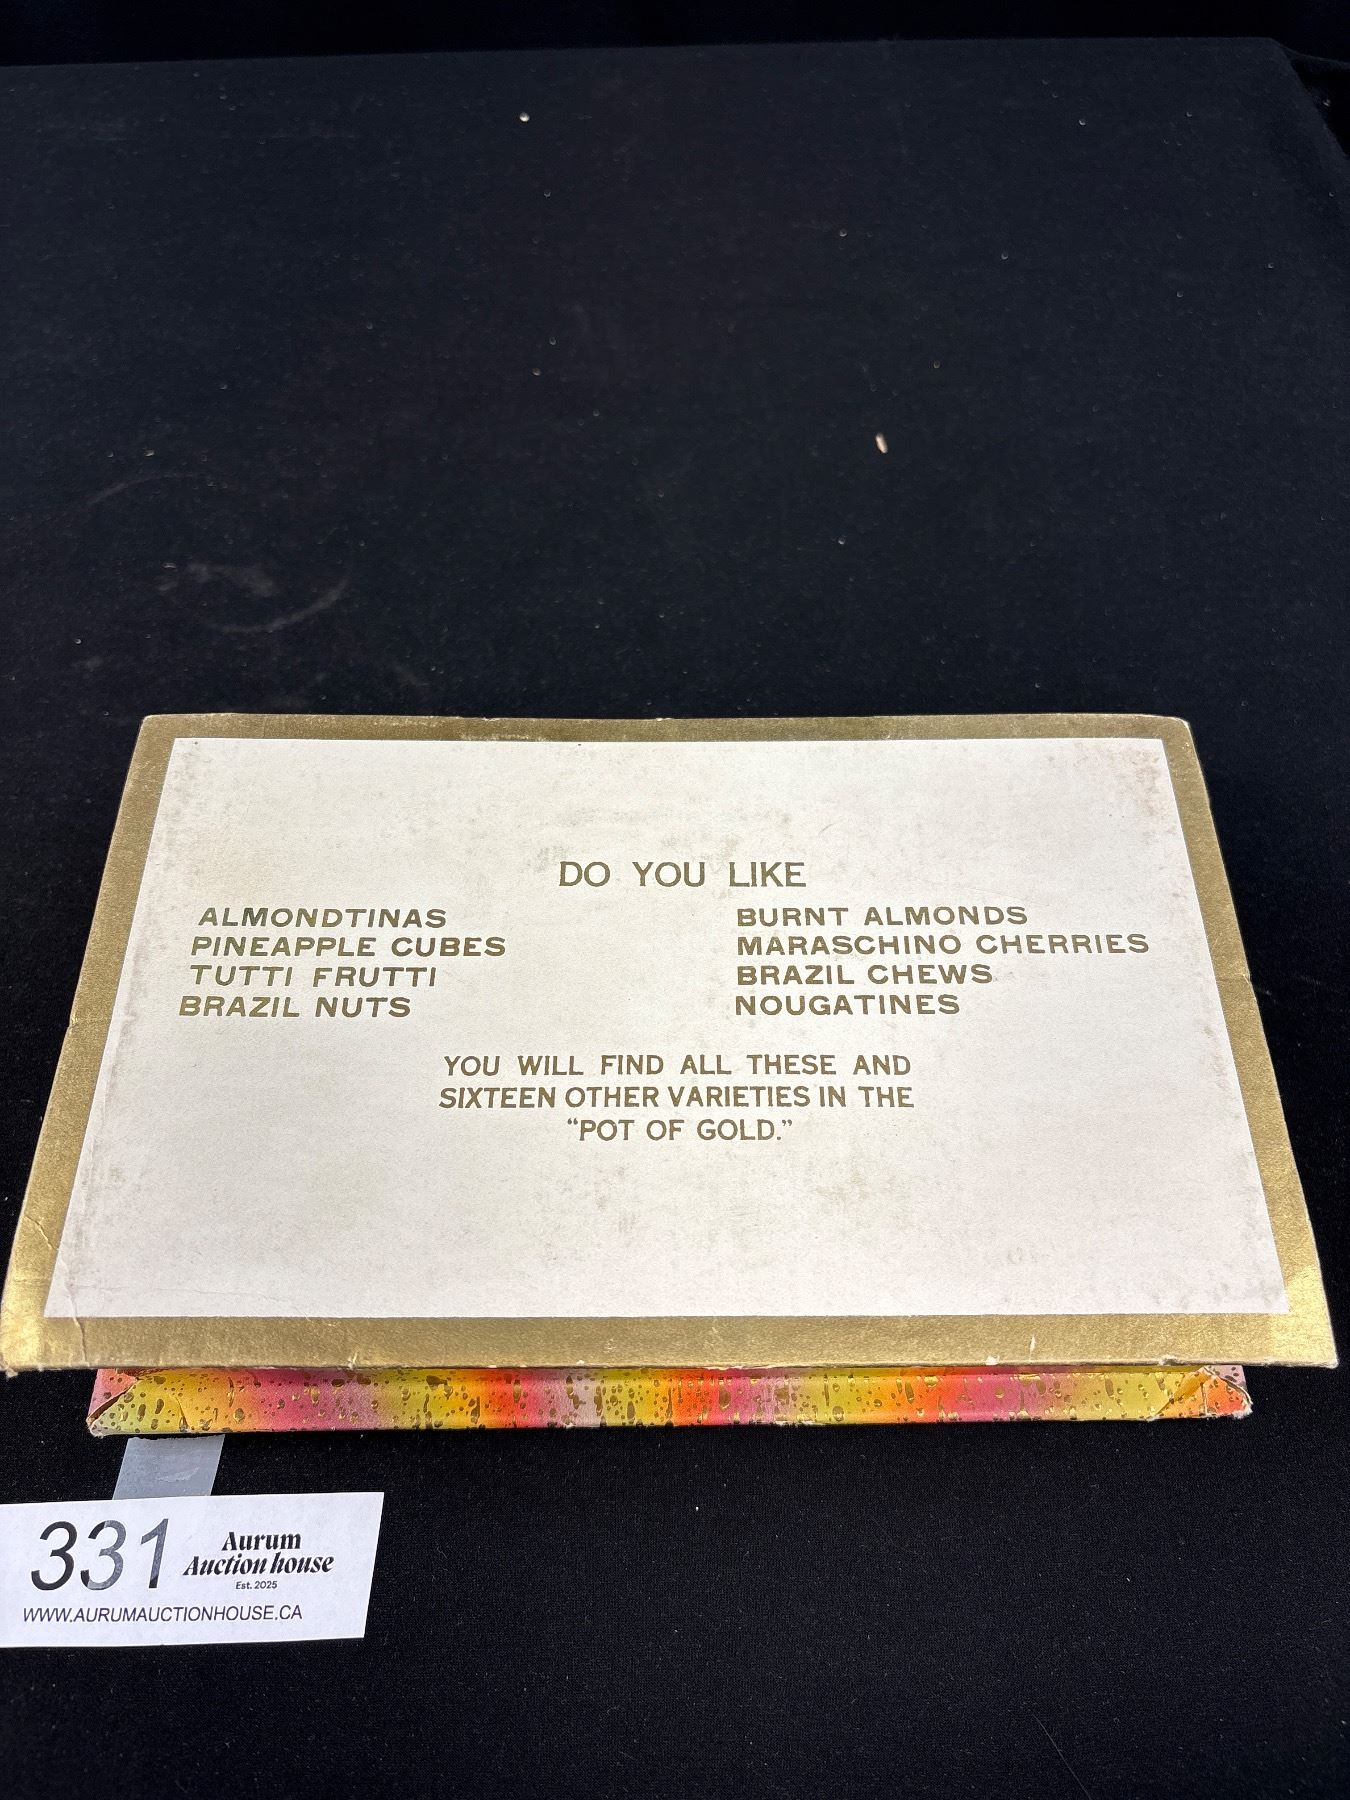 DO YOU LIKE
ALMONDTINAS
PINEAPPLE CUBES
TUTTI FRUTTI
BRAZIL NUTS
BURNT ALMONDS
MARASCHINO CHERRIES
BRAZIL CHEWS
NOUGATINES
YOU WILL FIND ALL THESE AND
SIXTEEN OTHER VARIETIES IN THE
“POT OF GOLD.”
331
Aurum
Auction house
Est. 2025
WWW.AURUMAUCTIONHOUSE.CA